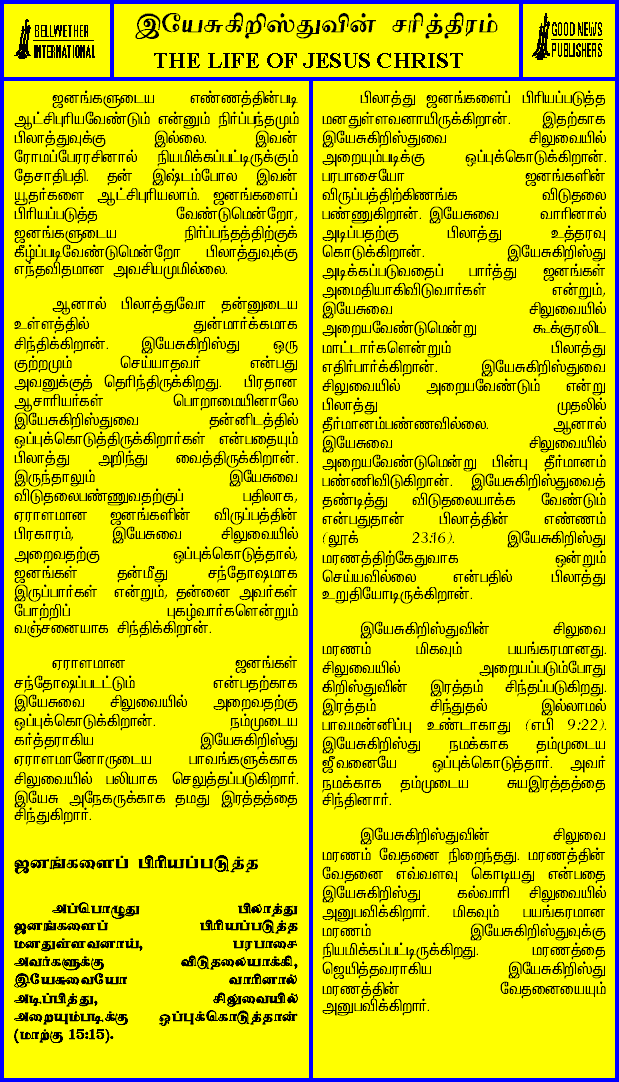 BELLWETHER
INTERNATIONAL
இயேசுகிறிஸ்துவின் சரித்திரம்
THE LIFE OF JESUS CHRIST
GOOD NEWS
PUBLISHERS
ஜனங்களுடைய எண்ணத்தின்படி
ஆட்சிபுரியவேண்டும் என்னும் நிர்ப்பந்தமும்
பிலாத்துவுக்கு இல்லை. இவன்
ரோமப்பேரரசினால் நியமிக்கப்பட்டிருக்கும்
தேசாதிபதி. தன் இஷ்டம்போல இவன்
யூதர்களை ஆட்சிபுரியலாம். ஜனங்களைப்
பிரியப்படுத்த வேண்டுமென்றோ,
ஜனங்களுடைய நிர்ப்பந்தத்திற்குக்
கீழ்ப்படிவேண்டுமென்றோ பிலாத்துவுக்கு
எந்தவிதமான அவசியமுமில்லை.
ஆனால் பிலாத்துவோ தன்னுடைய
உள்ளத்தில் துன்மார்க்கமாக
சிந்திக்கிறான். இயேசுகிறிஸ்து ஒரு
குற்றமும் செய்யாதவர் என்பது
அவனுக்குத் தெரிந்திருக்கிறது. பிரதான
ஆசாரியர்கள் பொறாமையினாலே
இயேசுகிறிஸ்துவை தன்னிடத்தில்
ஒப்புக்கொடுத்திருக்கிறார்கள் என்பதையும்
பிலாத்து அறிந்து வைத்திருக்கிறான்.
இருந்தாலும் இயேசுவை
விடுதலைபண்ணுவதற்குப் பதிலாக,
ஏராளமான ஜனங்களின் விருப்பத்தின்
பிரகாரம், இயேசுவை சிலுவையில்
அறைவதற்கு ஒப்புக்கொடுத்தால்,
ஜனங்கள் தன்மீது சந்தோஷமாக
இருப்பார்கள் என்றும், தன்னை அவர்கள்
போற்றிப் புகழ்வார்களென்றும்
வஞ்சனையாக சிந்திக்கிறான்.
ஏராளமான ஜனங்கள்
சந்தோஷப்படட்டும் என்பதற்காக
இயேசுவை சிலுவையில் அறைவதற்கு
ஒப்புக்கொடுக்கிறான். நம்முடைய
கர்த்தராகிய இயேசுகிறிஸ்து
ஏராளமானோருடைய பாவங்களுக்காக
சிலுவையில் பலியாக செலுத்தப்படுகிறார்.
இயேசு அநேகருக்காக தமது இரத்தத்தை
சிந்துகிறார்.
ஜனங்களைப் பிரியப்படுத்த
அப்பொழுது பிலாத்து
ஜனங்களைப் பிரியப்படுத்த
மனதுள்ளவனாய், பரபாசை
அவர்களுக்கு விடுதலையாக்கி,
இயேசுவையோ வாரினால்
அடிப்பித்து, சிலுவையில்
அறையும்படிக்கு ஒப்புக்கொடுத்தான்
(மாற்கு 15:15).
பிலாத்து ஜனங்களைப் பிரியப்படுத்த
மனதுள்ளவனாயிருக்கிறான். இதற்காக
இயேசுகிறிஸ்துவை சிலுவையில்
அறையும்படிக்கு ஒப்புக்கொடுக்கிறான்.
பரபாசையோ ஜனங்களின்
விருப்பத்திற்கிணங்க விடுதலை
பண்ணுகிறான். இயேசுவை வாரினால்
அடிப்பதற்கு பிலாத்து உத்தரவு
கொடுக்கிறான். இயேசுகிறிஸ்து
அடிக்கப்படுவதைப் பார்த்து ஜனங்கள்
அமைதியாகிவிடுவார்கள் என்றும்,
இயேசுவை சிலுவையில்
அறையவேண்டுமென்று கூக்குரலிட
மாட்டார்களென்றும் பிலாத்து
எதிர்பார்க்கிறான். இயேசுகிறிஸ்துவை
சிலுவையில் அறையவேண்டும் என்று
பிலாத்து முதலில்
தீர்மானம்பண்ணவில்லை. ஆனால்
இயேசுவை சிலுவையில்
அறையவேண்டுமென்று பின்பு தீர்மானம்
பண்ணிவிடுகிறான். இயேசுகிறிஸ்துவைத்
தண்டித்து விடுதலையாக்க வேண்டும்
என்பதுதான் பிலாத்தின் எண்ணம்
(லூக் 23:16). இயேசுகிறிஸ்து
மரணத்திற்கேதுவாக ஒன்றும்
செய்யவில்லை என்பதில் பிலாத்து
உறுதியோடிருக்கிறான்.
இயேசுகிறிஸ்துவின் சிலுவை
மரணம் மிகவும் பயங்கரமானது.
சிலுவையில் அறையப்படும்போது
கிறிஸ்துவின் இரத்தம் சிந்தப்படுகிறது.
இரத்தம் சிந்துதல் இல்லாமல்
பாவமன்னிப்பு உண்டாகாது (எபி 9:22).
இயேசுகிறிஸ்து நமக்காக தம்முடைய
ஜீவனையே ஒப்புக்கொடுத்தார். அவர்
நமக்காக தம்முடைய சுயஇரத்தத்தை
சிந்தினார்.
இயேசுகிறிஸ்துவின் சிலுவை
மரணம் வேதனை நிறைந்தது. மரணத்தின்
வேதனை எவ்வளவு கொடியது என்பதை
இயேசுகிறிஸ்து கல்வாரி சிலுவையில்
அனுபவிக்கிறார். மிகவும் பயங்கரமான
மரணம் இயேசுகிறிஸ்துவுக்கு
நியமிக்கப்பட்டிருக்கிறது. மரணத்தை
ஜெயித்தவராகிய இயேசுகிறிஸ்து
மரணத்தின் வேதனையையும்
அனுபவிக்கிறார்.